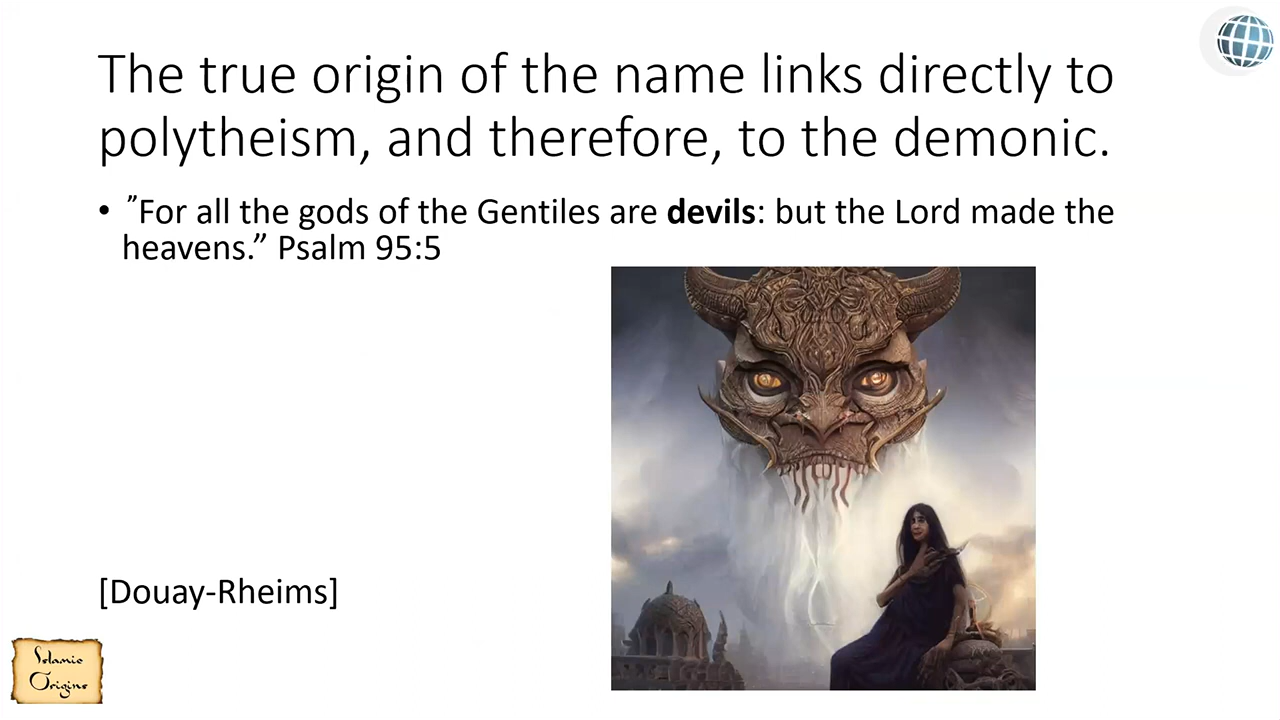 The true origin of the name links directly to
polytheism, and therefore, to the demonic.
• ”For all the gods of the Gentiles are devils: but the Lord made the
heavens.” Psalm 95:5
[Douay-Rheims]
Islamic
Origins